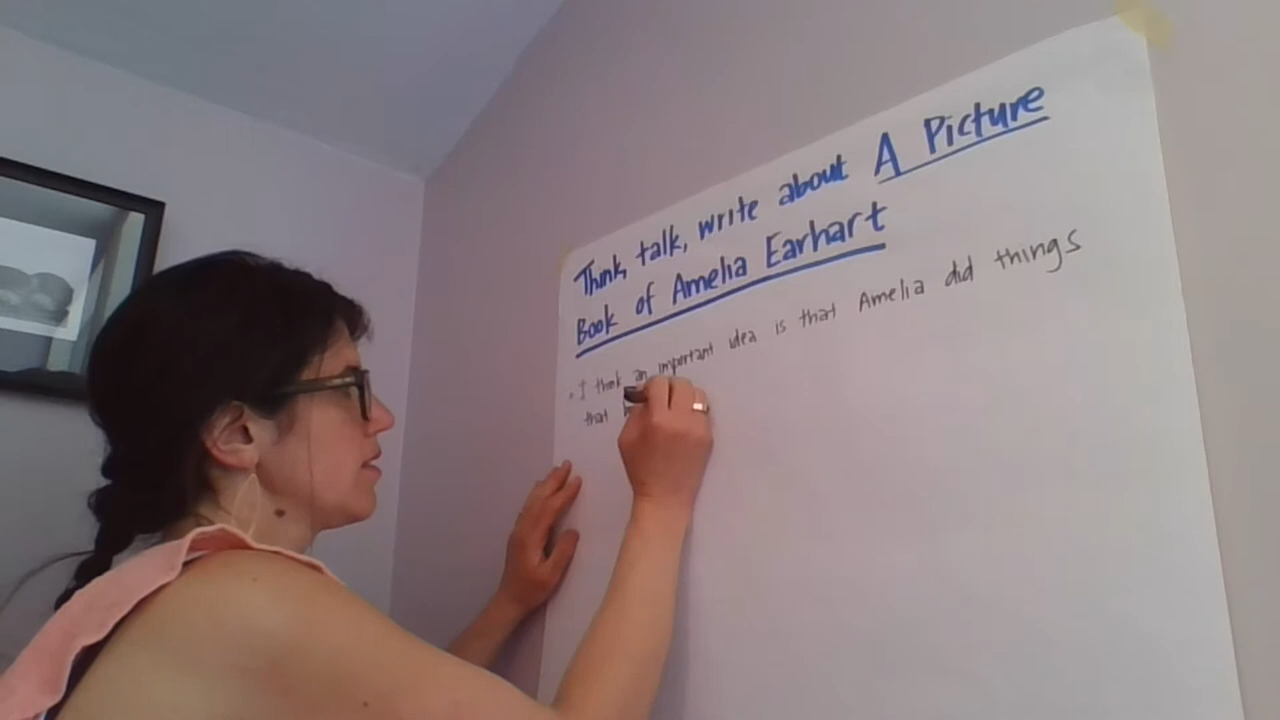 Think, talk, write about A Picture
Book of Amelia Earhart
• I think an important idea is that Amelia did things
that